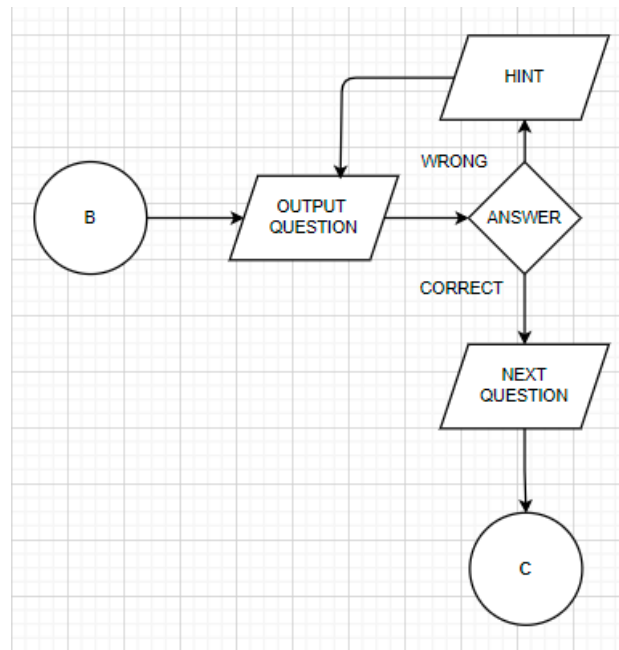 HINT
WRONG
B
OUTPUT
QUESTION
ANSWER
CORRECT
NEXT
QUESTION
C